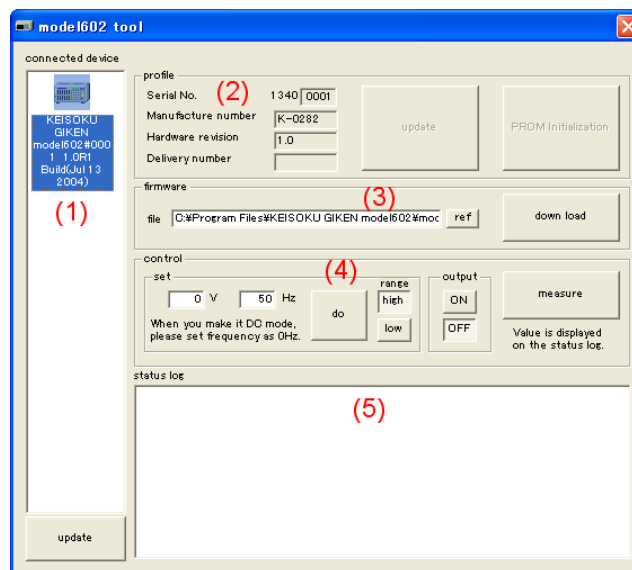 model602 tool
connected device
KEISOKU
GIKEN
model602#000
1 1.0R1
Build(Jul 13
2004)
(1)
update
profile
Serial No. (2) 1340 0001
Manufacture number K-0282
Hardware revision 1.0
Delivery number
update
PROM Initialization
firmware
(3)
file C:¥Program Files¥KEISOKU GIKEN model602¥moc ref
down load
control
(4)
set
0 V 50 Hz
When you make it DC mode,
please set frequency as 0Hz.
do
range
high
low
output
ON
OFF
measure
Value is displayed
on the status log.
status log
(5)